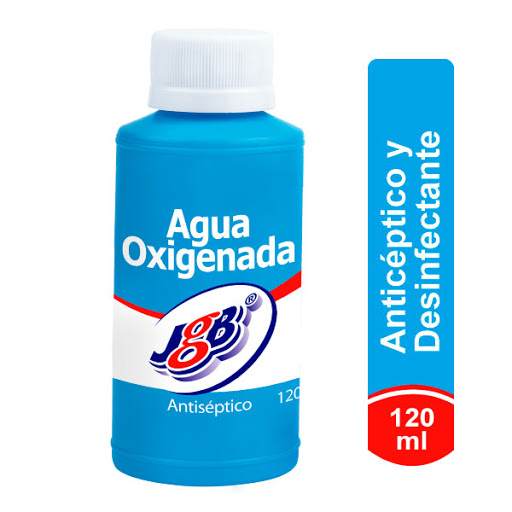 Agua
Oxigenada
JGB®
Antiséptico
120
Anticéptico y
Desinfectante
120
ml